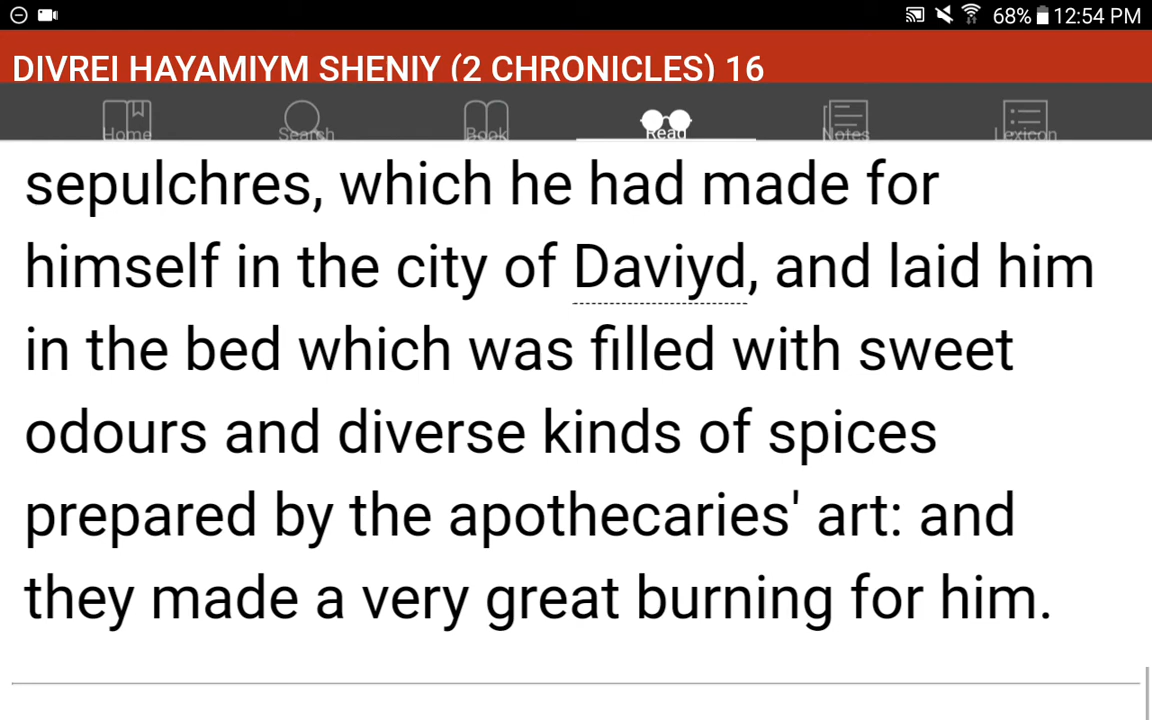 68% 12:54 PM
DIVREI HAYAMIYM SHENIY (2 CHRONICLES) 16
Home Search Book Read Notes Lexicon
sepulchres, which he had made for
himself in the city of Daviyd, and laid him
in the bed which was filled with sweet
odours and diverse kinds of spices
prepared by the apothecaries' art: and
they made a very great burning for him.